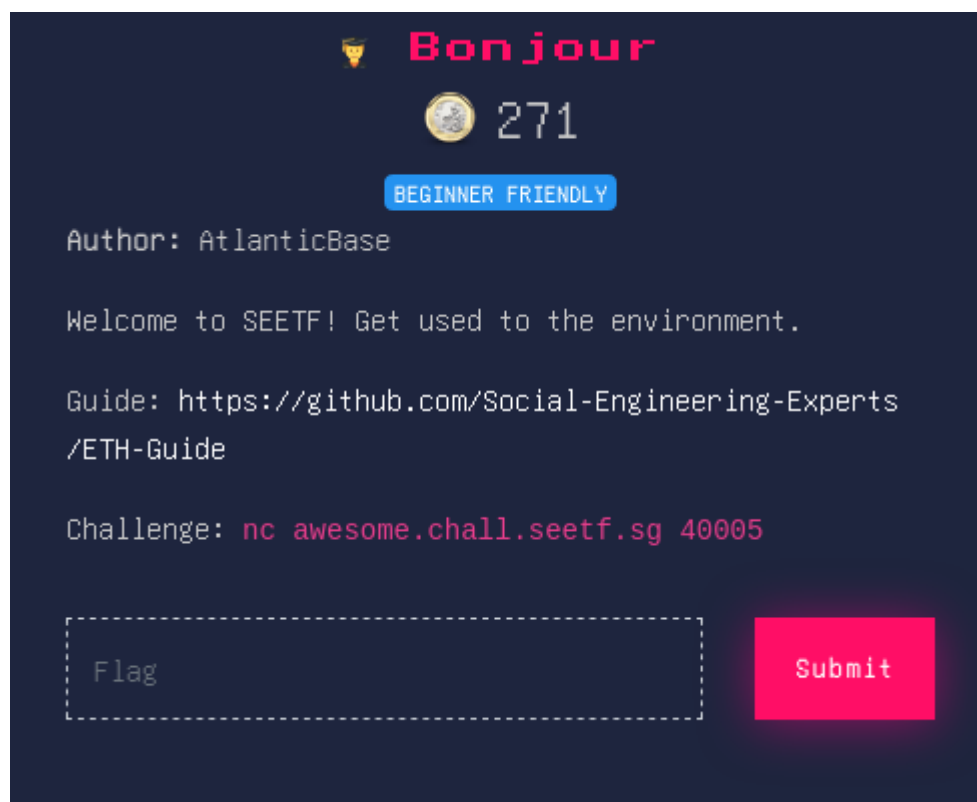 Bonjour
271
BEGINNER FRIENDLY
Author: AtlanticBase
Welcome to SEETF! Get used to the environment.
Guide: https://github.com/Social-Engineering-Experts
/ETH-Guide
Challenge: nc awesome.chall.seetf.sg 40005
Flag
Submit